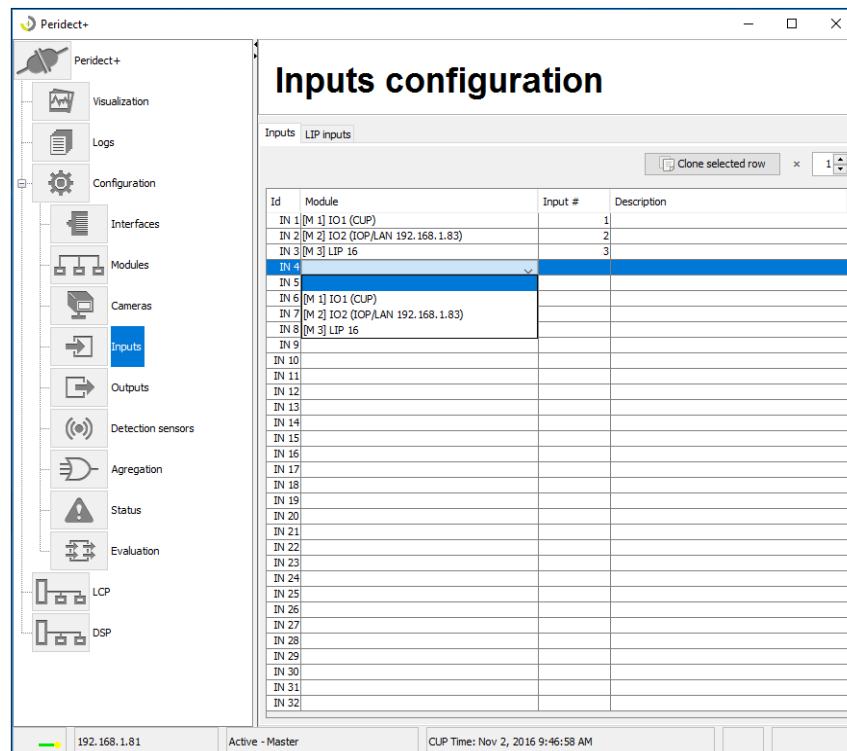 Peridect+
Peridect+
Visualization
Logs
Configuration
Interfaces
Modules
Cameras
Inputs
Outputs
Detection sensors
Agregation
Status
Evaluation
LCP
DSP
Inputs configuration
Inputs LIP inputs
Clone selected row × 1
Id Module Input # Description
IN 1 [M 1] IO1 (CUP) 1
IN 2 [M 2] IO2 (IOP/LAN 192.168.1.83) 2
IN 3 [M 3] LIP 16 3
IN 4
IN 5
IN 6 [M 1] IO1 (CUP)
IN 7 [M 2] IO2 (IOP/LAN 192.168.1.83)
IN 8 [M 3] LIP 16
IN 9
IN 10
IN 11
IN 12
IN 13
IN 14
IN 15
IN 16
IN 17
IN 18
IN 19
IN 20
IN 21
IN 22
IN 23
IN 24
IN 25
IN 26
IN 27
IN 28
IN 29
IN 30
IN 31
IN 32
192.168.1.81 Active - Master CUP Time: Nov 2, 2016 9:46:58 AM